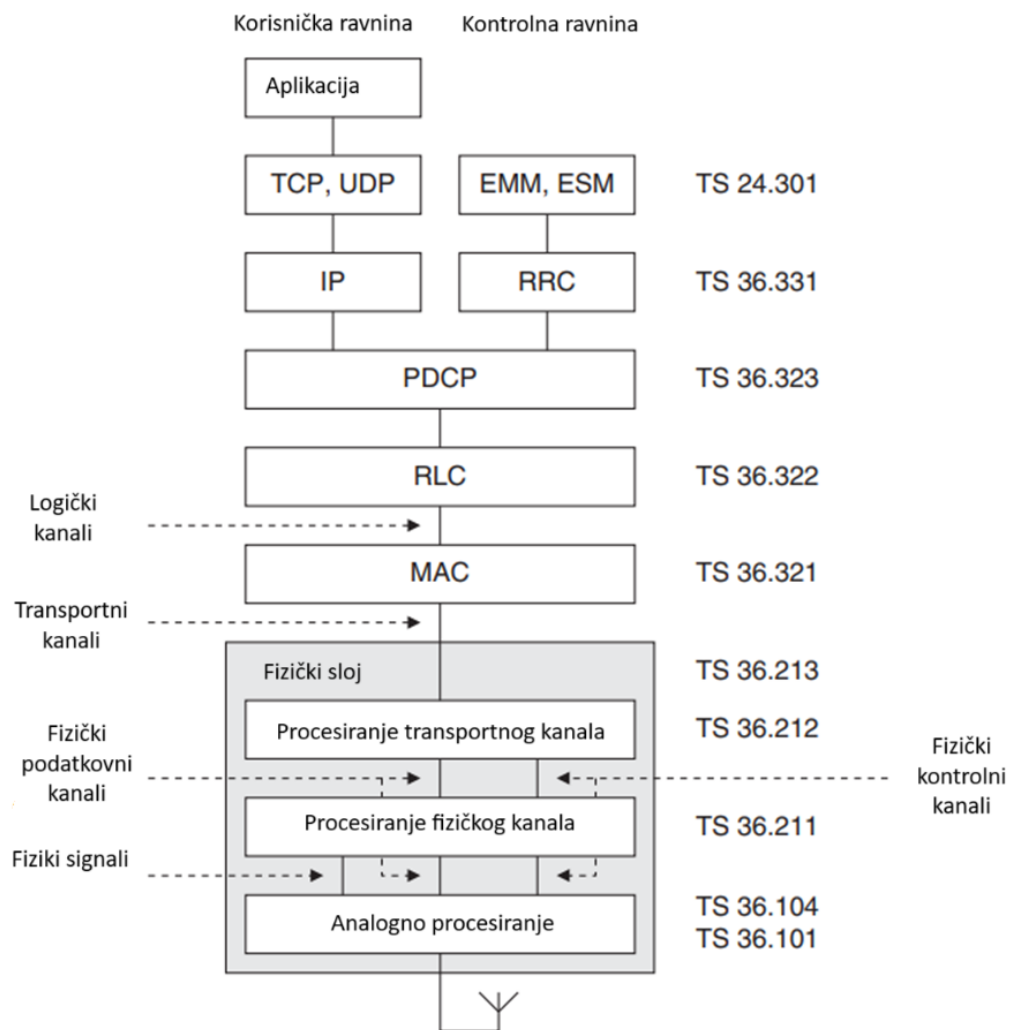 Korisnička ravnina
Kontrolna ravnina
Aplikacija
TCP, UDP
EMM, ESM
TS 24.301
IP
RRC
TS 36.331
PDCP
TS 36.323
RLC
TS 36.322
Logički
kanali
MAC
TS 36.321
Transportni
kanali
Fizički sloj
TS 36.213
Procesiranje transportnog kanala
TS 36.212
Fizički
podatkovni
kanali
Fizički
kontrolni
kanali
Procesiranje fizičkog kanala
TS 36.211
Fiziki signali
Analogno procesiranje
TS 36.104
TS 36.101